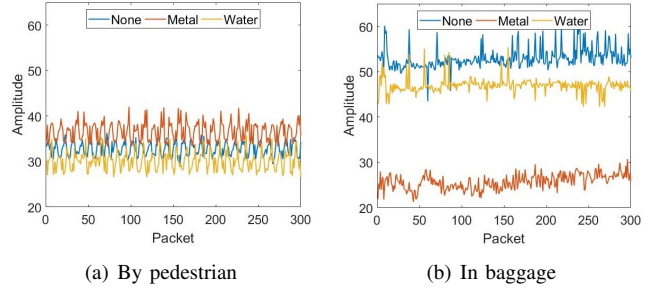 None Metal Water
60
50
40
30
20
Amplitude
0 50 100 150 200 250 300
Packet
(a) By pedestrian
None Metal Water
60
50
40
30
20
Amplitude
0 50 100 150 200 250 300
Packet
(b) In baggage